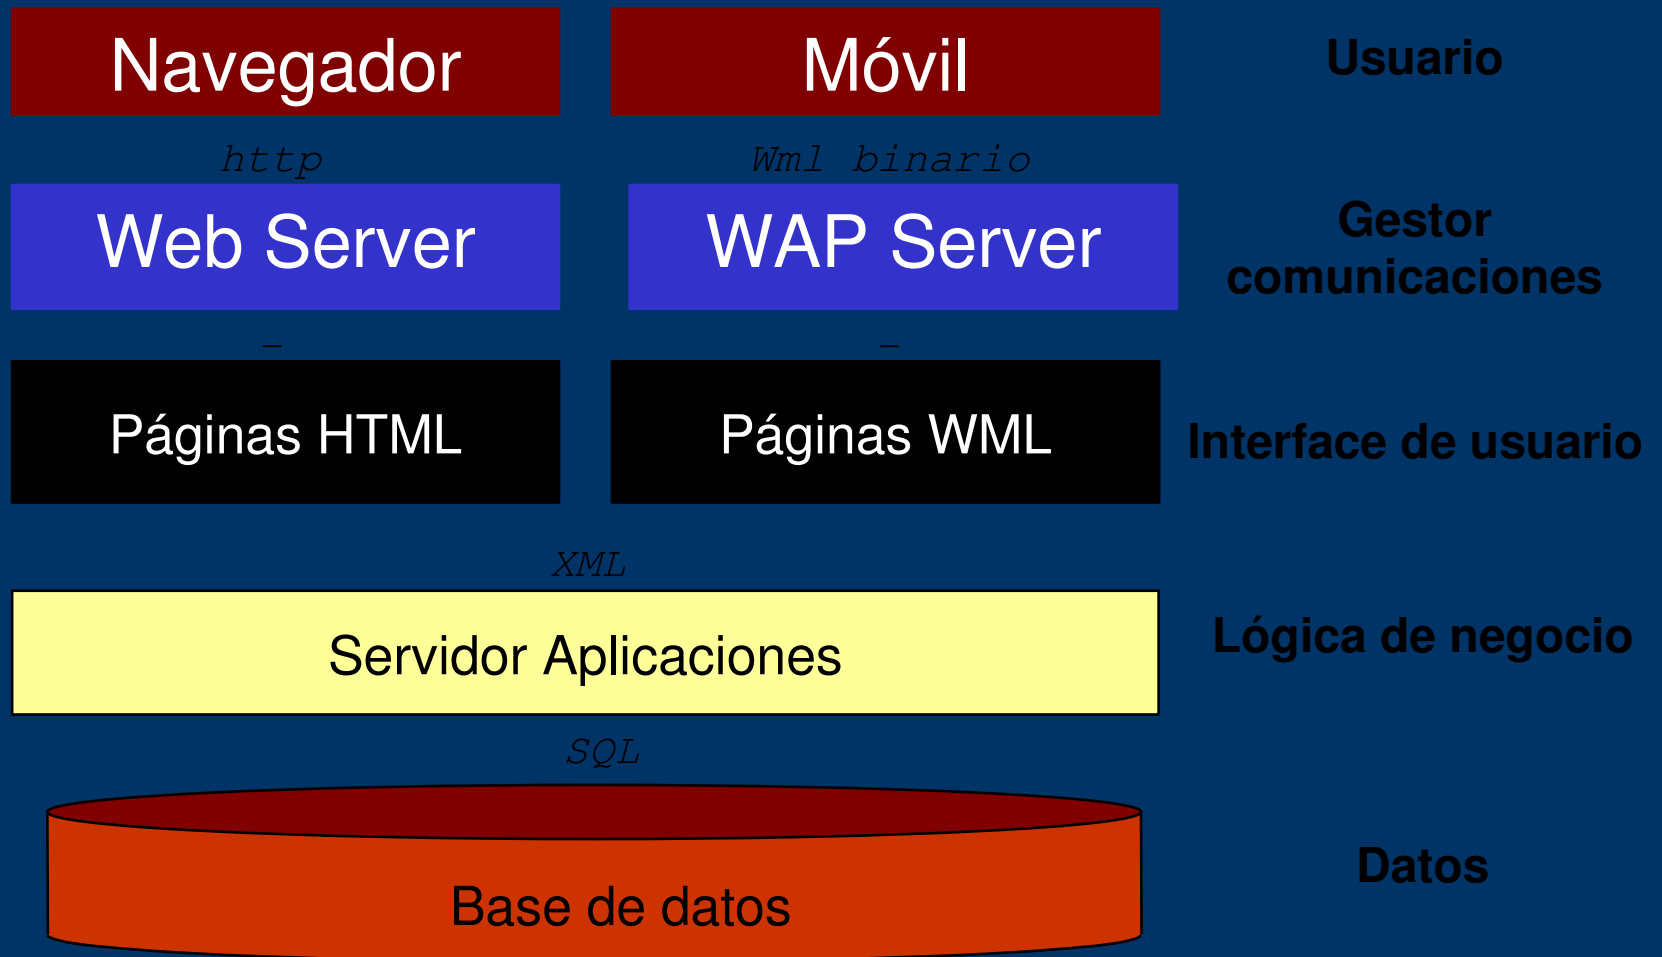 Navegador
Móvil
Usuario
http
Wml binario
Web Server
WAP Server
Gestor
comunicaciones
–
–
Páginas HTML
Páginas WML
Interface de usuario
XML
Servidor Aplicaciones
Lógica de negocio
SQL
Base de datos
Datos